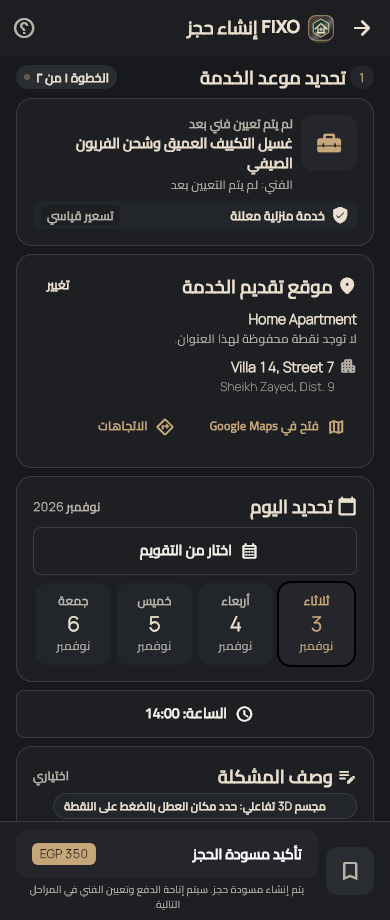 إنشاء حجز FIXO
1 تحديد موعد الخدمة
الخطوة ١ من ٢
لم يتم تعيين فني بعد
غسيل التكييف العميق وشحن الفريون
الصيفي
الفني: لم يتم التعيين بعد
خدمة منزلية معلنة
تسعير قياسي
موقع تقديم الخدمة
تغيير
Home Apartment
لا توجد نقطة محفوظة لهذا العنوان.
Villa 14, Street 7
Sheikh Zayed, Dist. 9
فتح في Google Maps
الاتجاهات
تحديد اليوم
نوفمبر 2026
اختار من التقويم
ثلاثاء
3
نوفمبر
أربعاء
4
نوفمبر
خميس
5
نوفمبر
جمعة
6
نوفمبر
الساعة: 14:00
وصف المشكلة
اختياري
مجسم 3D تفاعلي: حدد مكان العطل بالضغط على النقطة
تأكيد مسودة الحجز
EGP 350
يتم إنشاء مسودة حجز. سيتم إتاحة الدفع وتعيين الفني في المراحل
التالية.